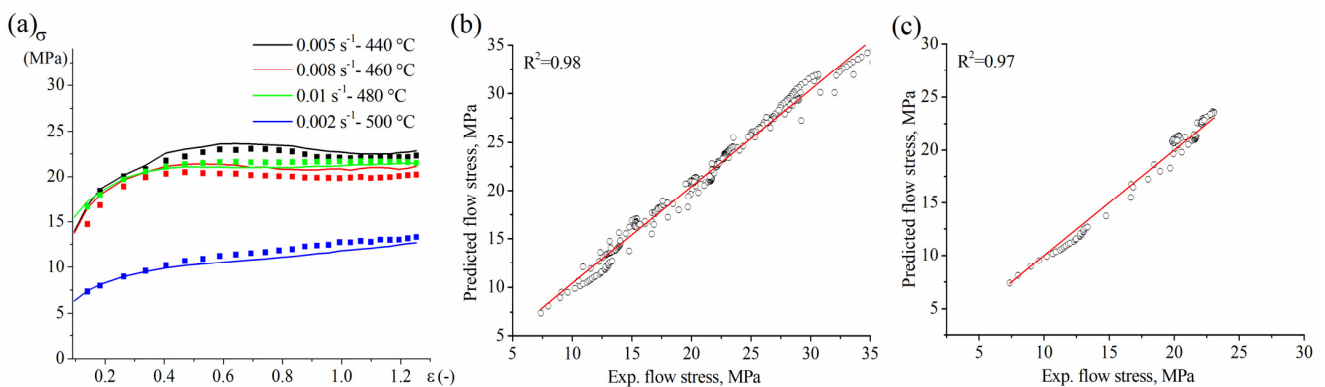 (a)
σ
(MPa)
0.005 s⁻¹- 440 °C
0.008 s⁻¹- 460 °C
0.01 s⁻¹- 480 °C
0.002 s⁻¹- 500 °C
30
25
20
15
10
5
0
0.2 0.4 0.6 0.8 1.0 1.2 ε (-)
(b)
R²=0.98
Predicted flow stress, MPa
35
30
25
20
15
10
5
5 10 15 20 25 30 35
Exp. flow stress, MPa
(c)
R²=0.97
Predicted flow stress, MPa
30
25
20
15
10
5
5 10 15 20 25 30
Exp. flow stress, MPa